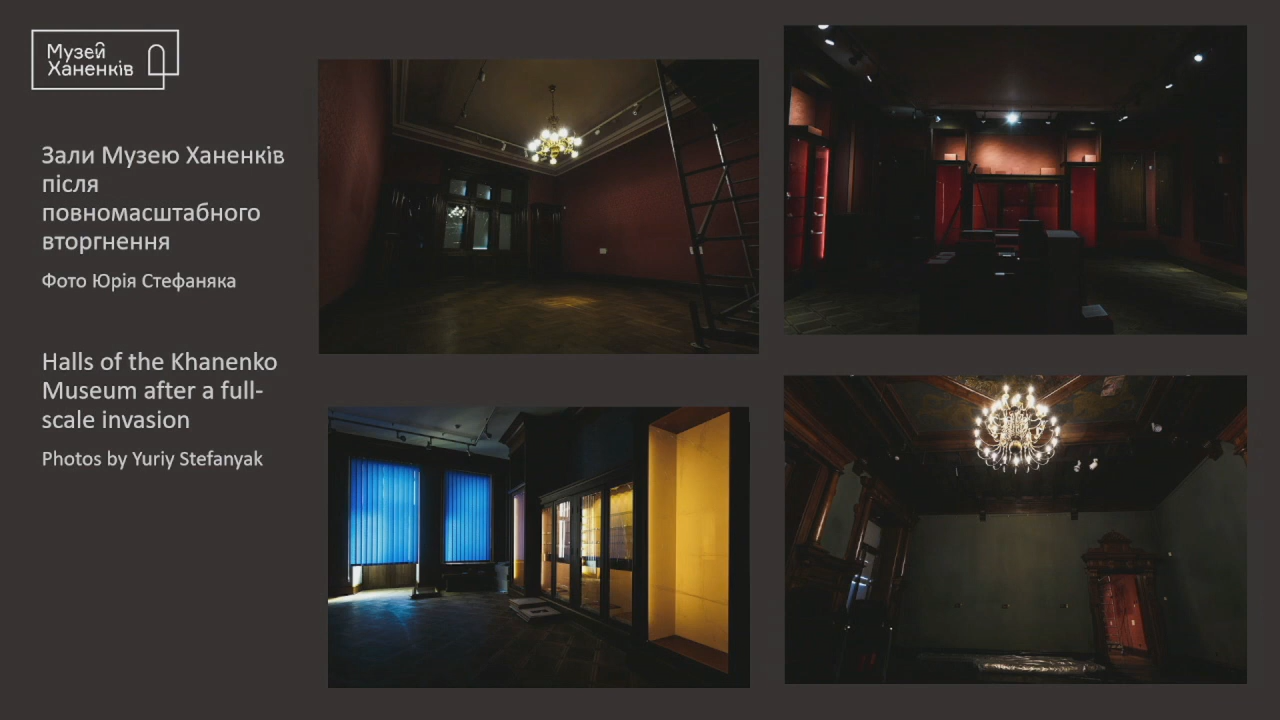 Музей
Ханенків
Зали Музею Ханенків
після
повномасштабного
вторгнення
Фото Юрія Стефаняка
Halls of the Khanenko
Museum after a full-
scale invasion
Photos by Yuriy Stefanyak